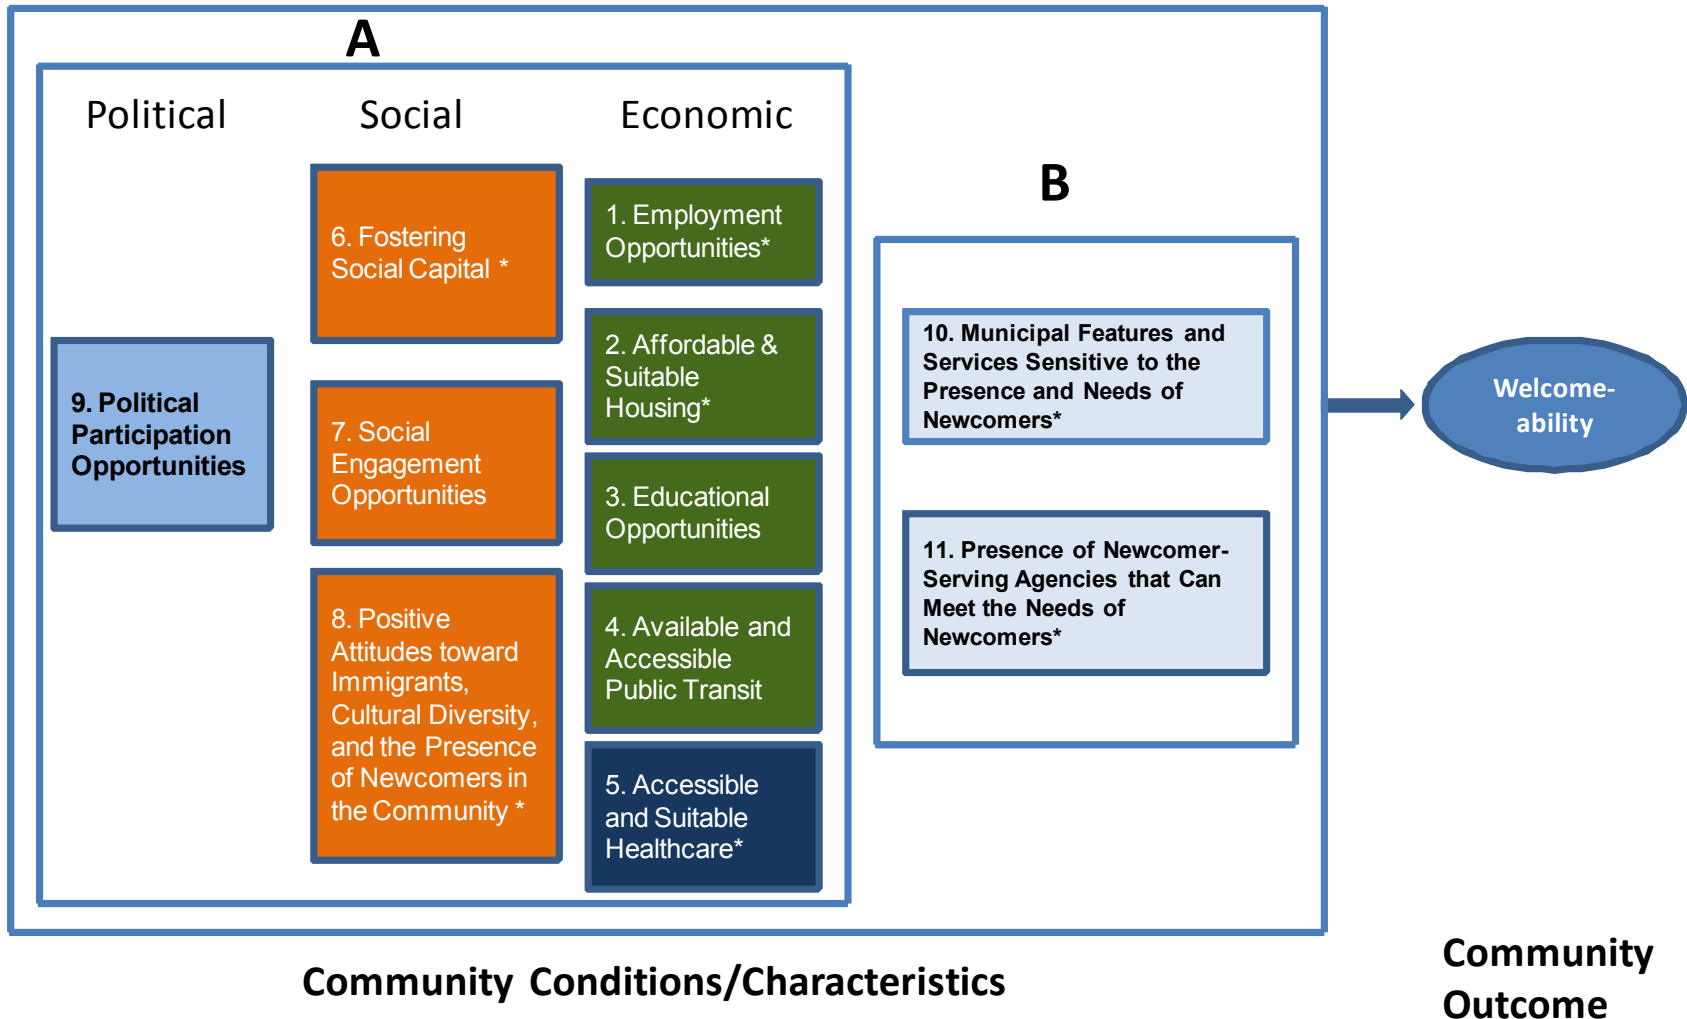 A
Political
Social
Economic
9. Political
Participation
Opportunities
6. Fostering
Social Capital *
7. Social
Engagement
Opportunities
8. Positive
Attitudes toward
Immigrants,
Cultural Diversity,
and the Presence
of Newcomers in
the Community *
1. Employment
Opportunities*
2. Affordable &
Suitable
Housing*
3. Educational
Opportunities
4. Available and
Accessible
Public Transit
5. Accessible
and Suitable
Healthcare*
B
10. Municipal Features and
Services Sensitive to the
Presence and Needs of
Newcomers*
11. Presence of Newcomer-
Serving Agencies that Can
Meet the Needs of
Newcomers*
Welcome-
ability
Community Conditions/Characteristics
Community
Outcome